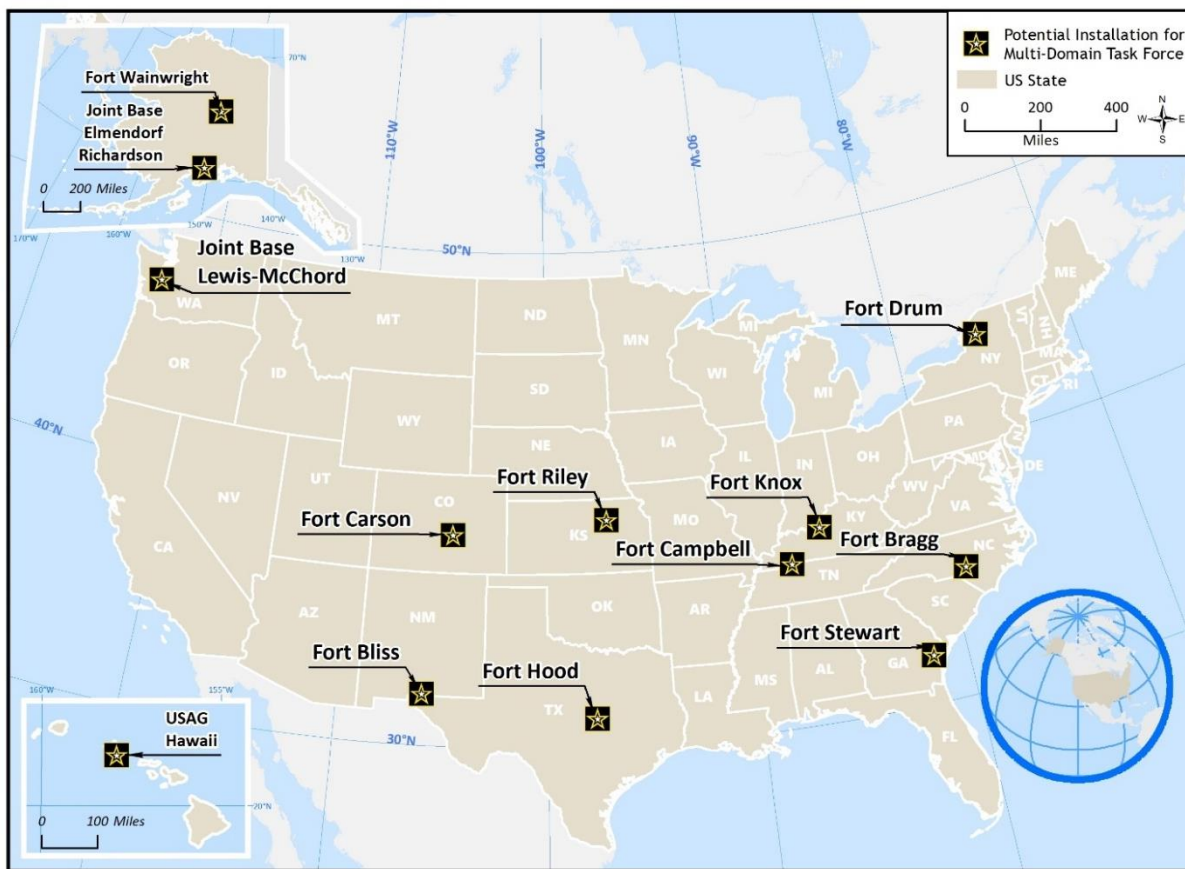 Potential Installation for
Multi-Domain Task Force
US State
0 200 400
Miles
N
W E
S
Fort Wainwright
Joint Base
Elmendorf
Richardson
0 200 Miles
70°N
170°W
160°W
150°W
140°W
130°W
110°W
100°W
90°W
80°W
50°N
40°N
30°N
Joint Base
Lewis-McChord
Fort Drum
Fort Riley
Fort Knox
Fort Carson
Fort Campbell
Fort Bragg
Fort Stewart
Fort Bliss
Fort Hood
WA
MT
ND
MN
MI
ME
VT
NH
OR
ID
SD
WI
MI
NY
MA
CT
RI
WY
IA
PA
NJ
NE
IL
IN
OH
MD
DE
NV
UT
CO
WV
VA
CA
KS
MO
KY
NC
TN
AZ
NM
OK
AR
SC
TX
LA
MS
AL
GA
FL
160°W
155°W
USAG
Hawaii
20°N
0 100 Miles